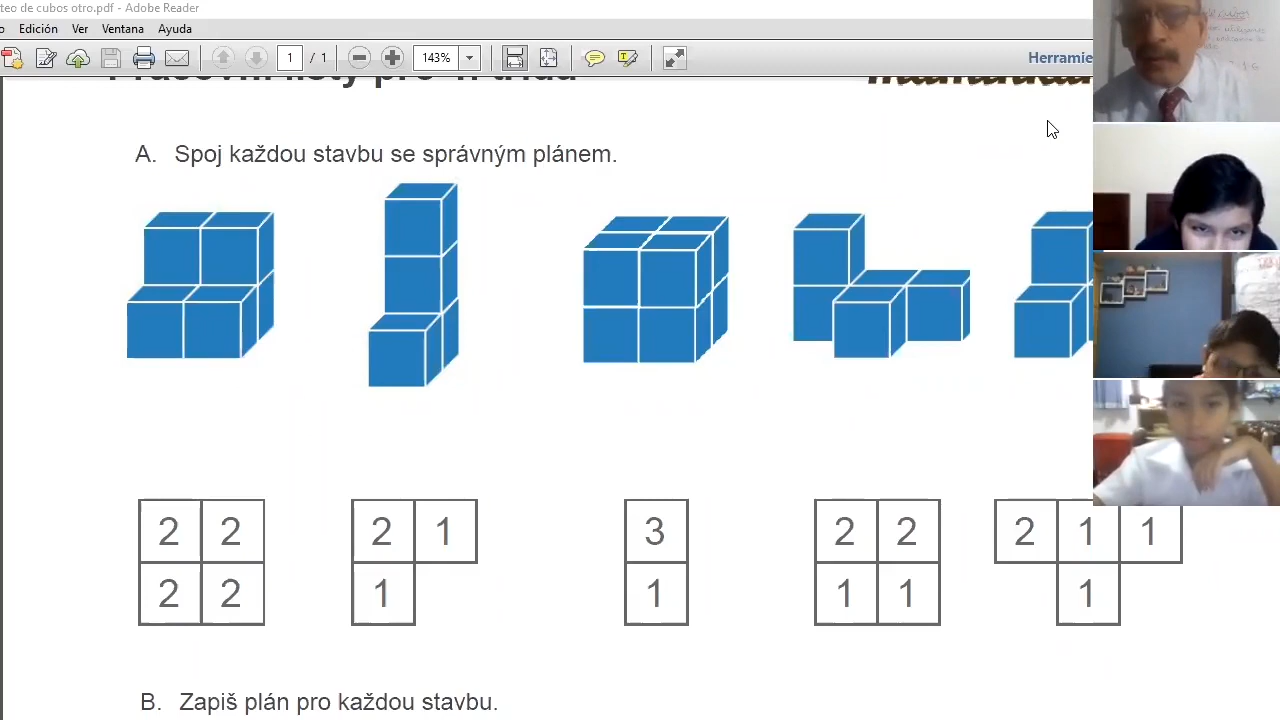 teo de cubos otro.pdf - Adobe Reader
Edición Ver Ventana Ayuda
1 / 1 143% Herramie
A. Spoj každou stavbu se správným plánem.
2 2 2 1 3 2 2 2 1 1
2 2 1 1 1 1 1
B. Zapiš plán pro každou stavbu.